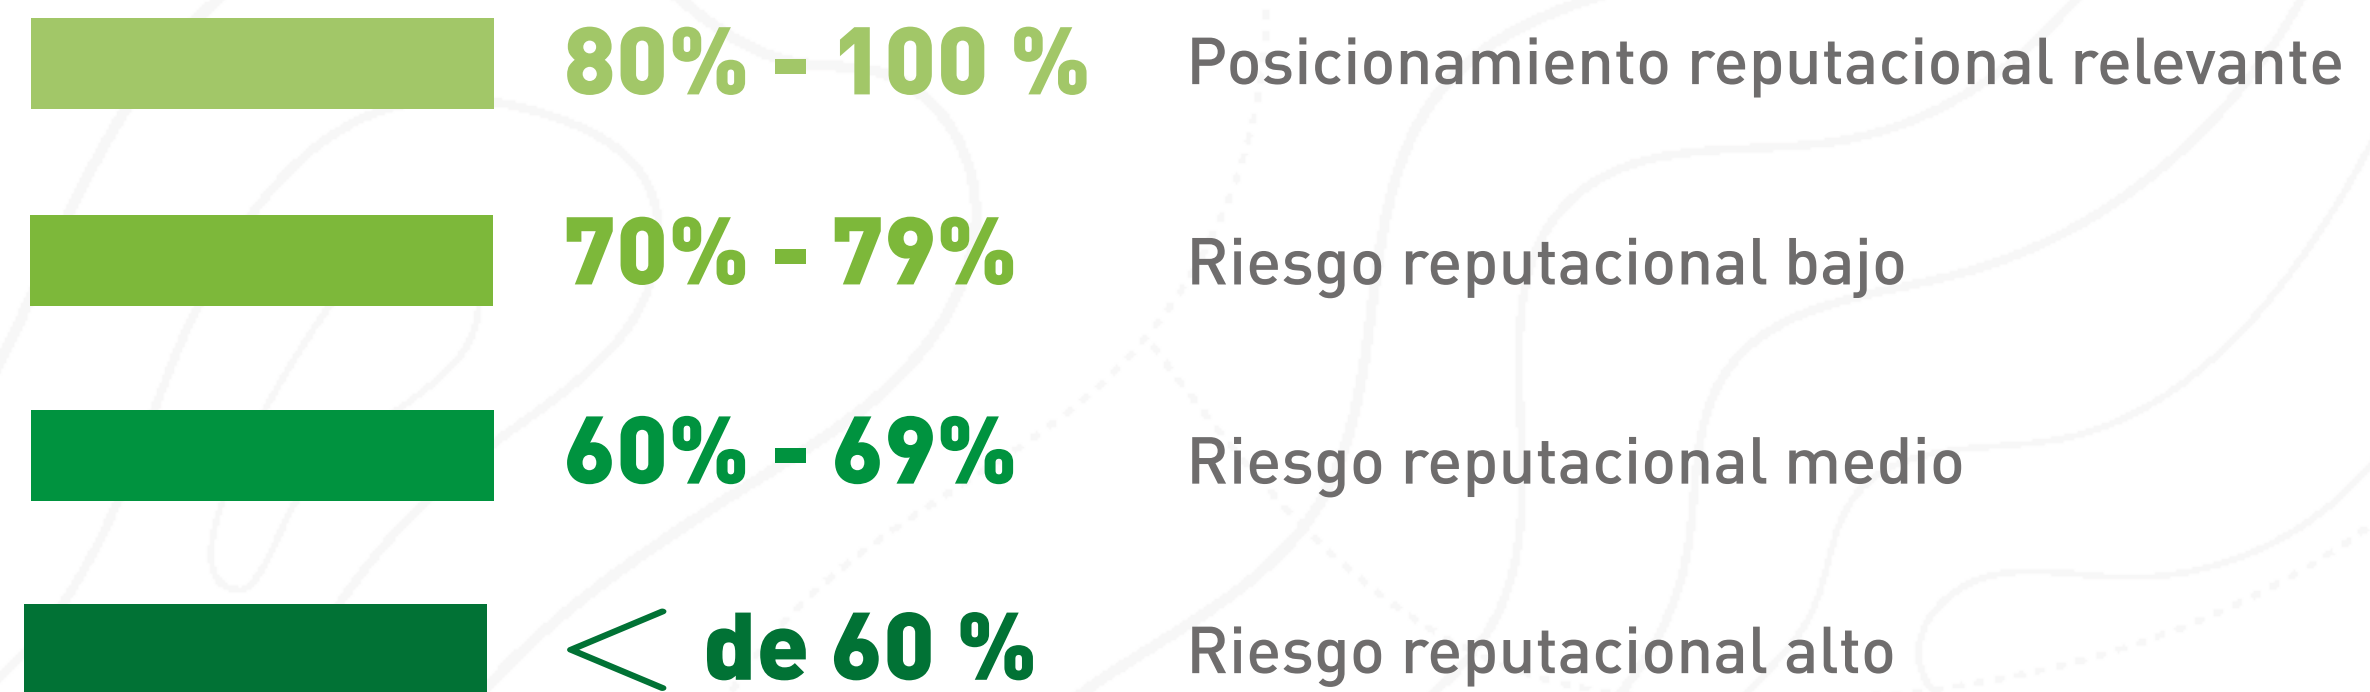 80% - 100 % Posicionamiento reputacional relevante
70% - 79% Riesgo reputacional bajo
60% - 69% Riesgo reputacional medio
< de 60 % Riesgo reputacional alto